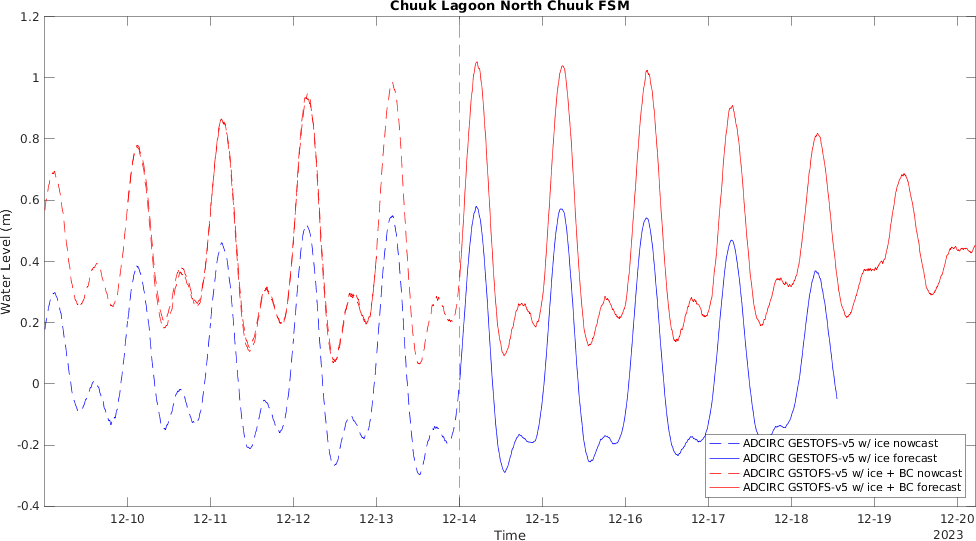 Chuuk Lagoon North Chuuk FSM
1.2
1
0.8
0.6
0.4
0.2
0
-0.2
-0.4
Water Level (m)
ADCIRC GESTOFS-v5 w/ ice nowcast
ADCIRC GESTOFS-v5 w/ ice forecast
ADCIRC GSTOFS-v5 w/ ice + BC nowcast
ADCIRC GSTOFS-v5 w/ ice + BC forecast
12-10 12-11 12-12 12-13 12-14 12-15 12-16 12-17 12-18 12-19 12-20
Time
2023